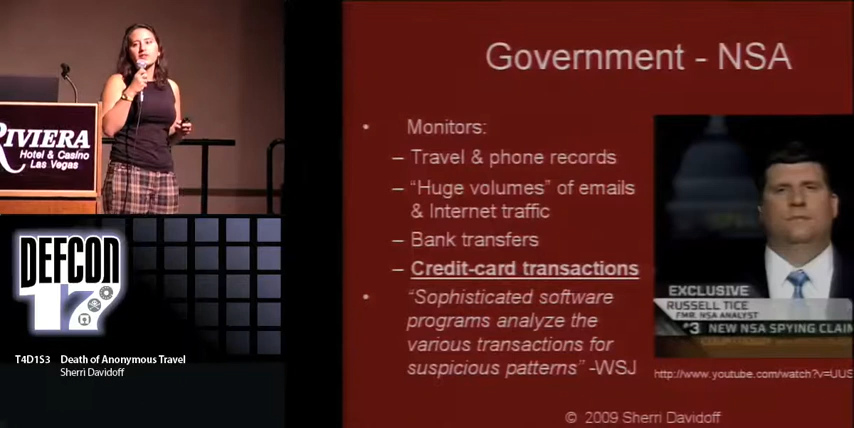 RIVIERA
Hotel & Casino
Las Vegas
DEFCON
17
T4D1S3 Death of Anonymous Travel
Sherri Davidoff
Government - NSA
• Monitors:
– Travel & phone records
– “Huge volumes” of emails
& Internet traffic
– Bank transfers
– Credit-card transactions
• “Sophisticated software
programs analyze the
various transactions for
suspicious patterns” -WSJ
EXCLUSIVE
RUSSELL TICE
FMR. NSA ANALYST
#3 NEW NSA SPYING CLAIM
http://www.youtube.com/watch?v=UUS
© 2009 Sherri Davidoff